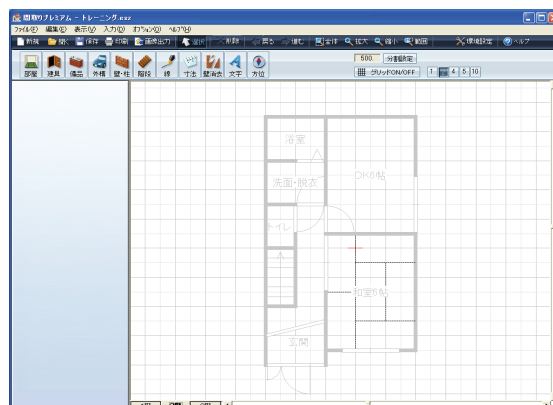 間取りプレミアム - トレーニング.exz
ファイル(F) 編集(E) 表示(V) 入力(D) オプション(O) ヘルプ(H)
新規 開く 保存 印刷 画像出力 選択 削除 戻る 進む 全体 拡大 縮小 範囲 環境設定 ヘルプ
部屋 建具 備品 外構 壁・柱 階段 線 寸法 壁消去 文字 方位
500. 分割設定
グリッドON/OFF 1 4 5 10
浴室
洗面・脱衣
DK6帖
トイレ
和室6帖
玄関